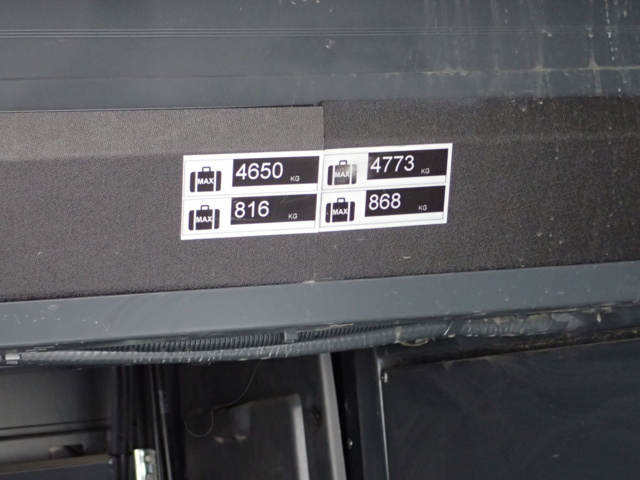 MAX 4650 KG
MAX 4773 KG
MAX 816 KG
MAX 868 KG